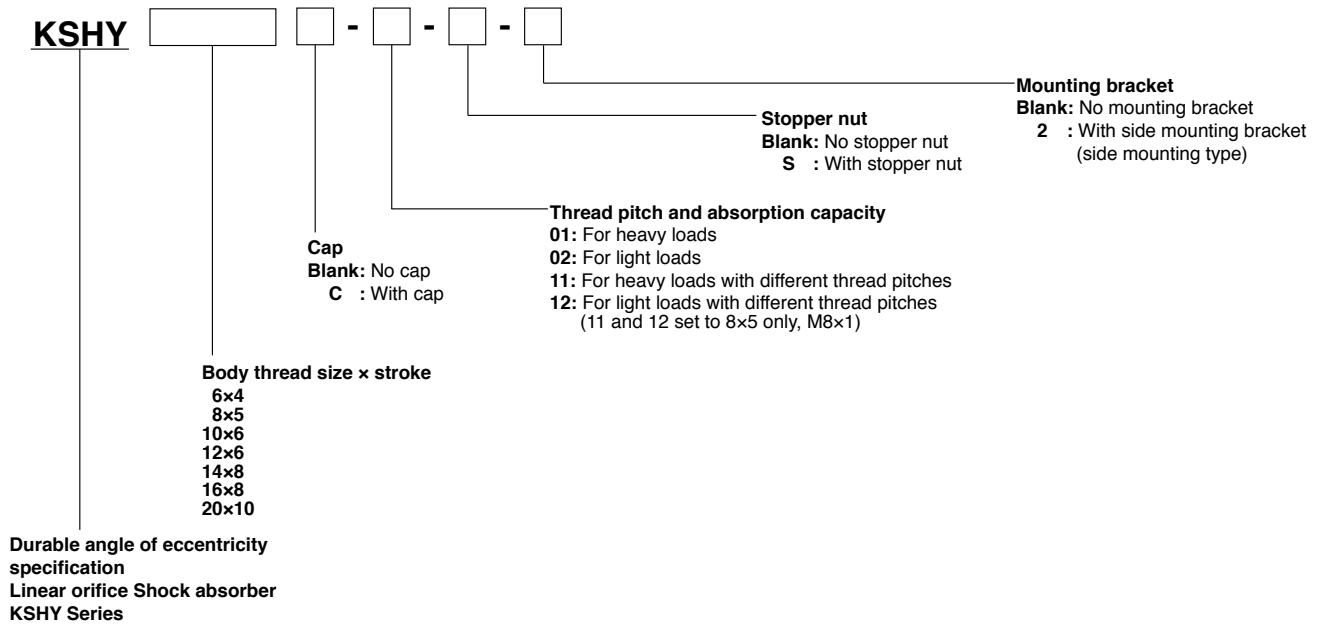 KSHY - - -
Mounting bracket
Blank: No mounting bracket
2 : With side mounting bracket
(side mounting type)
Stopper nut
Blank: No stopper nut
S : With stopper nut
Thread pitch and absorption capacity
01: For heavy loads
02: For light loads
11: For heavy loads with different thread pitches
12: For light loads with different thread pitches
(11 and 12 set to 8×5 only, M8×1)
Cap
Blank: No cap
C : With cap
Body thread size × stroke
6×4
8×5
10×6
12×6
14×8
16×8
20×10
Durable angle of eccentricity
specification
Linear orifice Shock absorber
KSHY Series